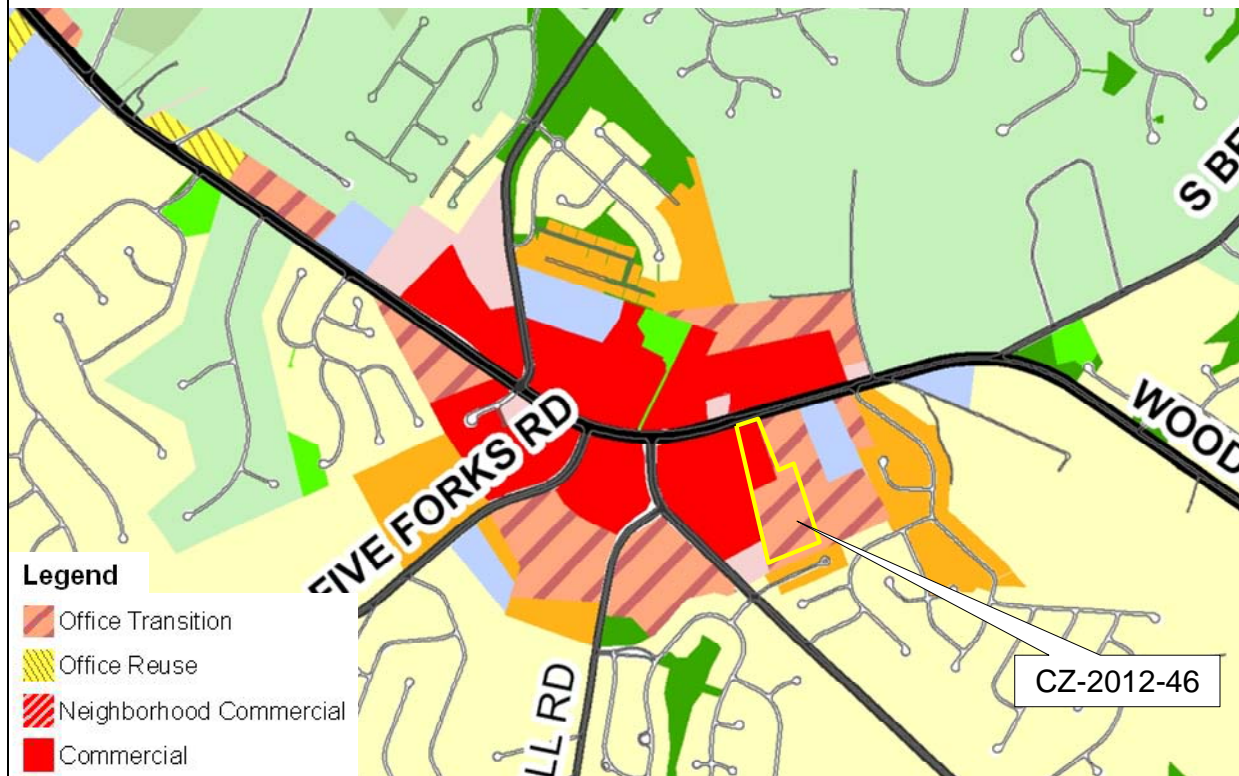 S BE
WOOD
FIVE FORKS RD
LL RD
CZ-2012-46
Legend
Office Transition
Office Reuse
Neighborhood Commercial
Commercial